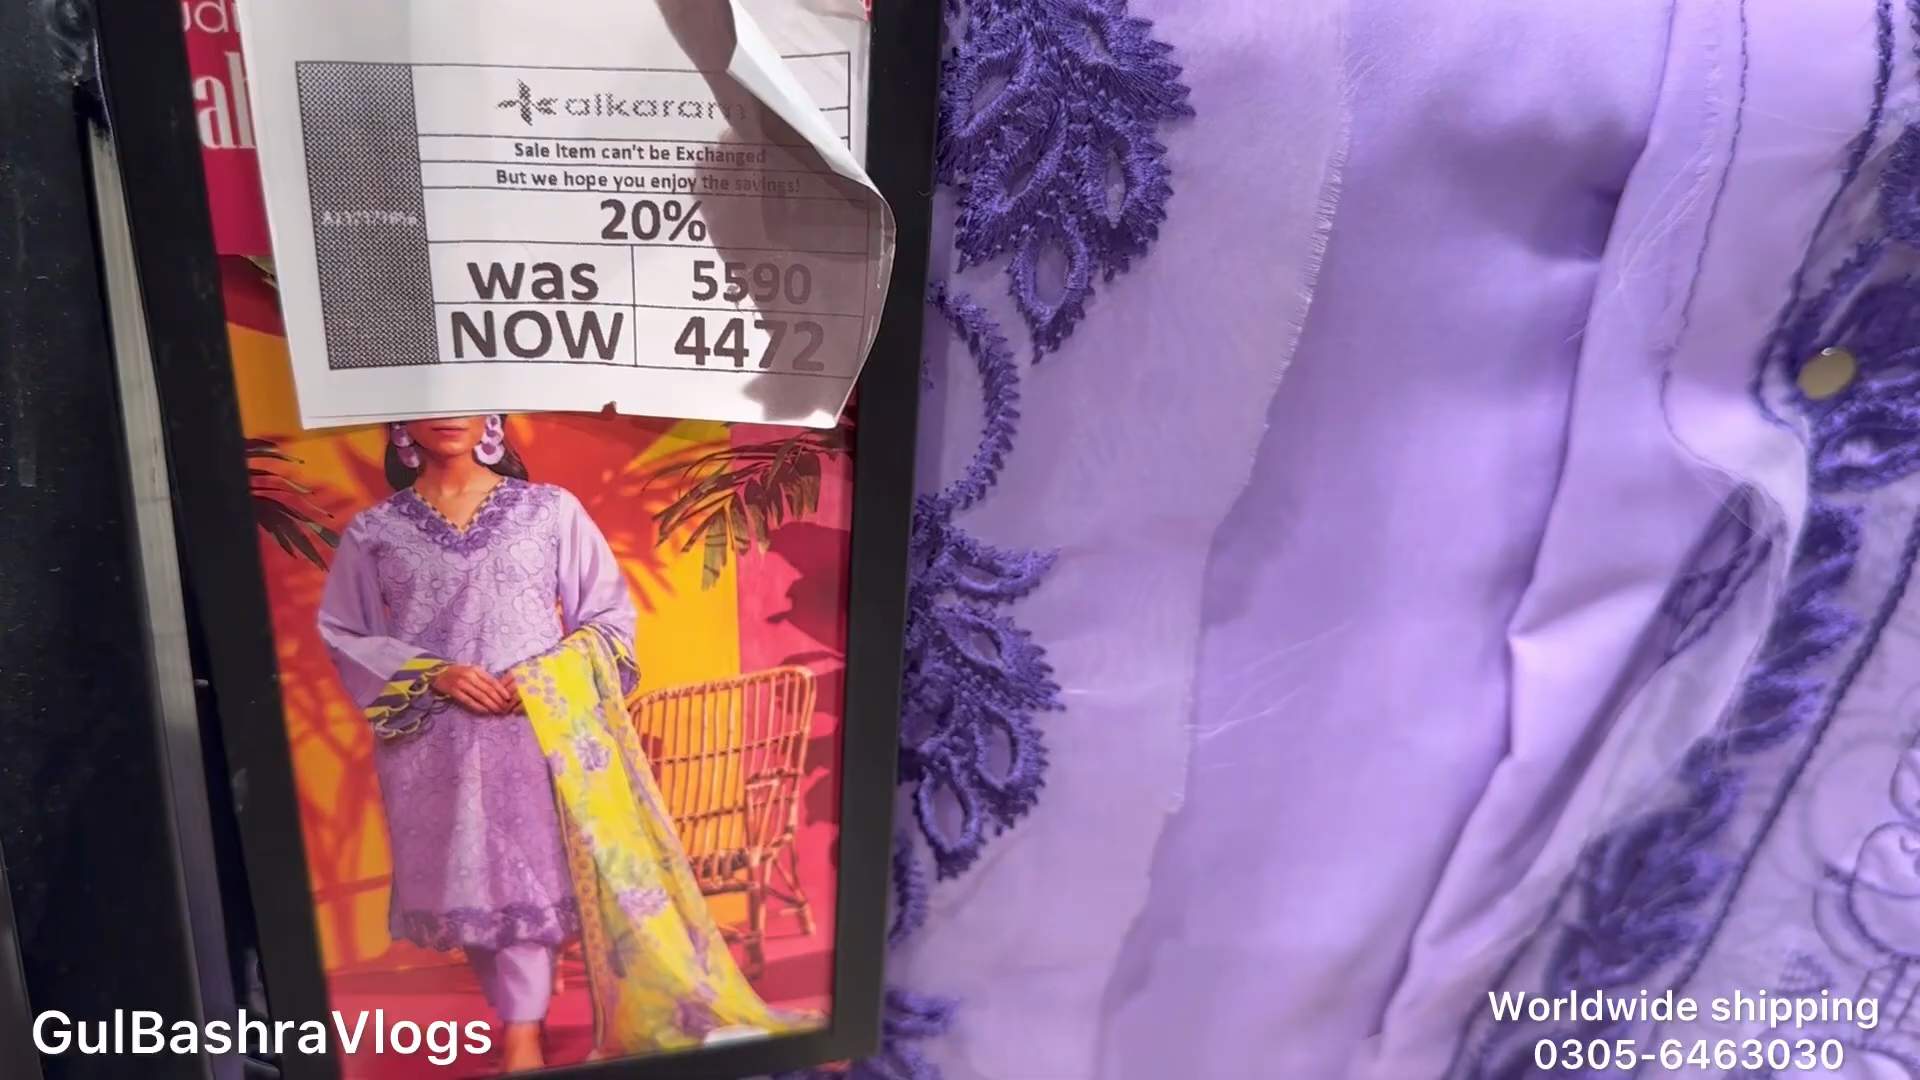 alkaram
Sale Item can't be Exchanged
But we hope you enjoy the savings!
20%
was 5590
NOW 4472
GulBashraVlogs
Worldwide shipping
0305-6463030